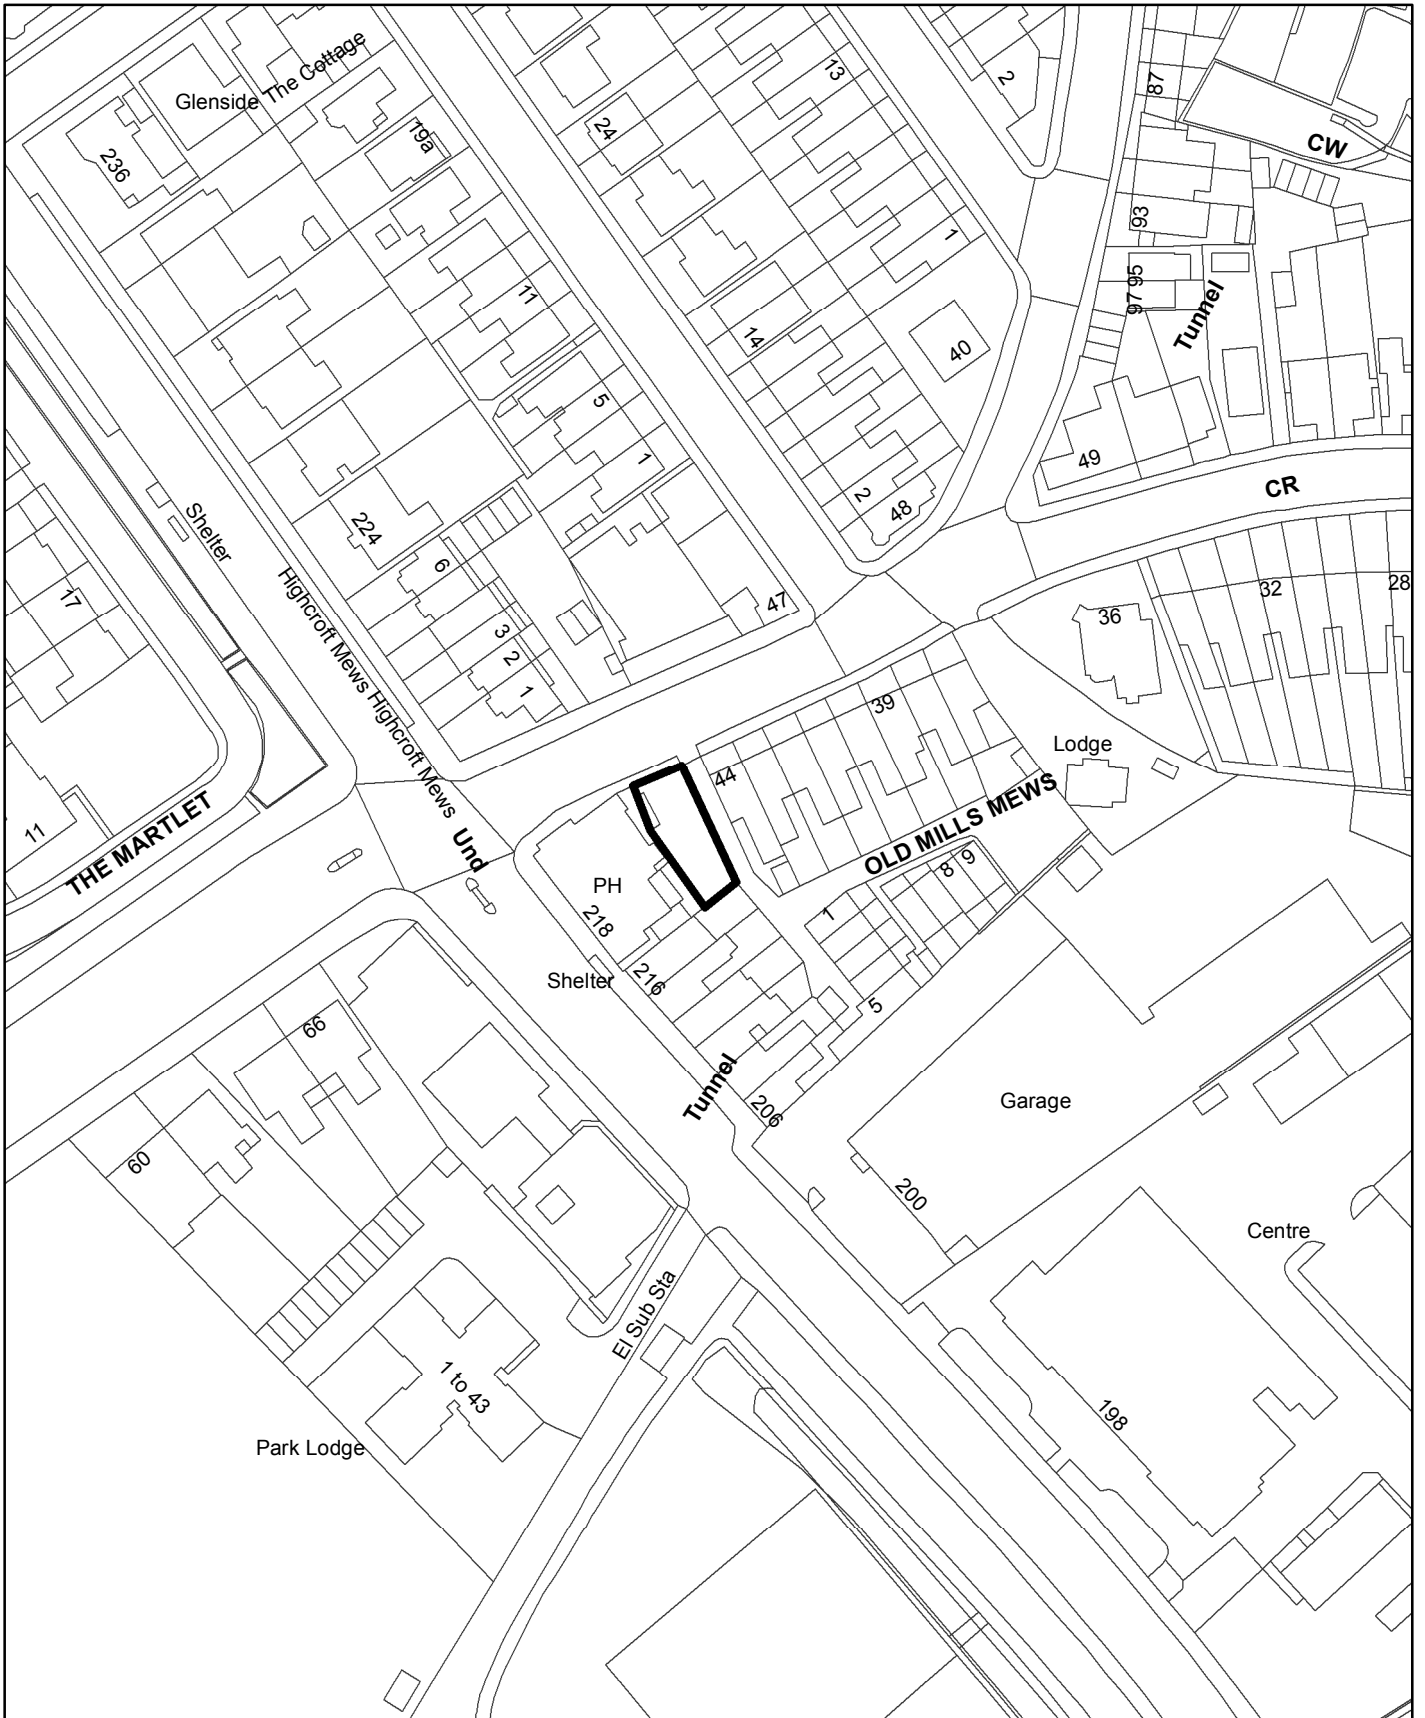 Glenside
The Cottage
236
19a
24
13
2
87
CW
93
11
14
1
40
95
97
Tunnel
5
1
2
48
49
CR
Shelter
224
6
17
Highcroft Mews
Highcroft Mews
3
2
1
47
36
32
28
39
Lodge
44
OLD MILLS MEWS
THE MARTLET
11
Und
PH
218
8
9
1
Shelter
216
5
66
Tunnel
206
60
Garage
200
Centre
El Sub Sta
1 to 43
198
Park Lodge